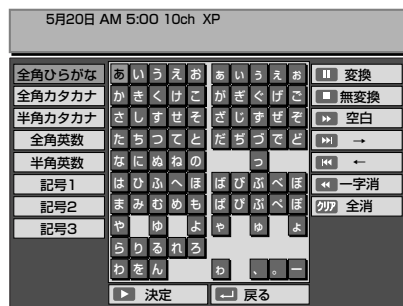 5月20日 AM 5:00 10ch XP
全角ひらがな あ い う え お ぁ ぃ ぅ ぇ ぉ 変換
全角カタカナ か き く け こ が ぎ ぐ げ ご 無変換
半角カタカナ さ し す せ そ ざ じ ず ぜ ぞ 空白
全角英数 た ち つ て と だ ぢ づ で ど →
半角英数 な に ぬ ね の っ ←
記号1 は ひ ふ へ ほ ば び ぶ べ ぼ 一字消
記号2 ま み む め も ぱ ぴ ぷ ぺ ぽ クリア 全消
記号3 や ゆ よ ゃ ゅ ょ
ら り る れ ろ
わ を ん ゎ 、 。 ー
決定 戻る